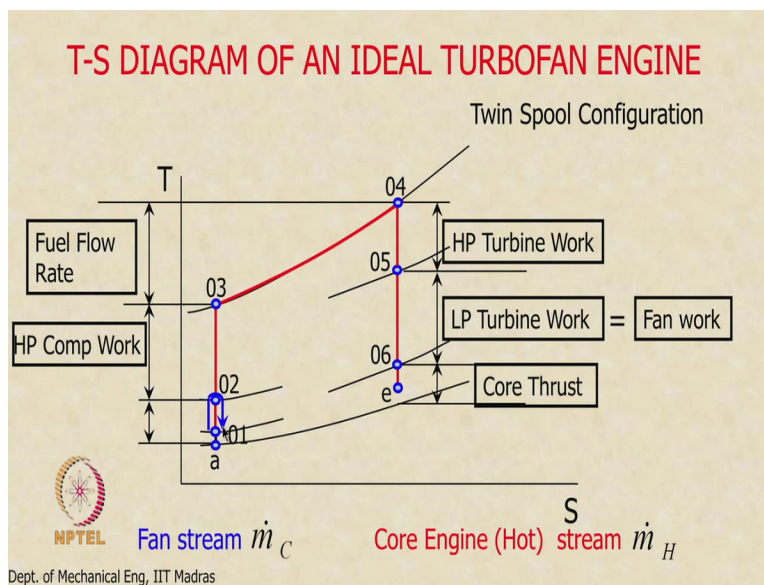 T-S DIAGRAM OF AN IDEAL TURBOFAN ENGINE
Twin Spool Configuration
T
04
Fuel Flow
Rate
HP Turbine Work
05
03
HP Comp Work
LP Turbine Work = Fan work
06
02
e
Core Thrust
01
a
S
NPTEL
Fan stream ṁ C
Core Engine (Hot) stream ṁ H
Dept. of Mechanical Eng, IIT Madras